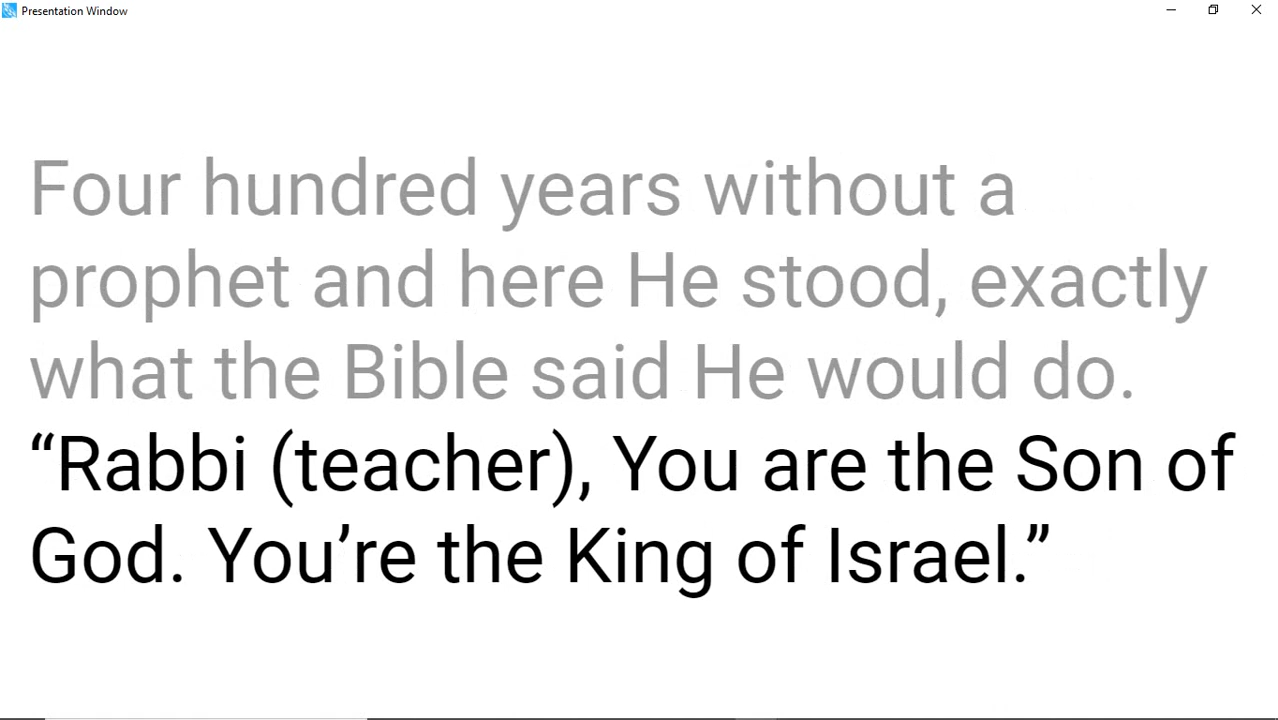 Presentation Window
Four hundred years without a
prophet and here He stood, exactly
what the Bible said He would do.
“Rabbi (teacher), You are the Son of
God. You’re the King of Israel.”